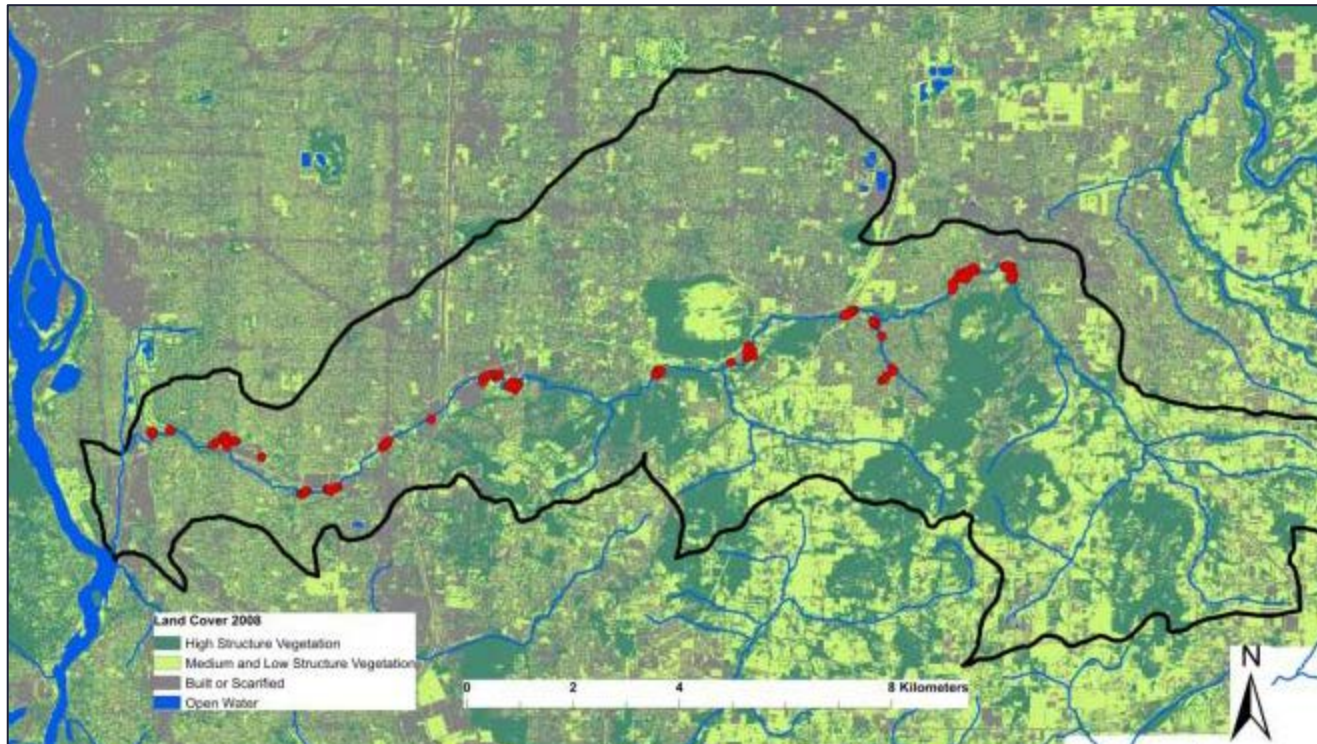 Land Cover 2008
High Structure Vegetation
Medium and Low Structure Vegetation
Built or Scarified
Open Water
0 2 4 8 Kilometers
N